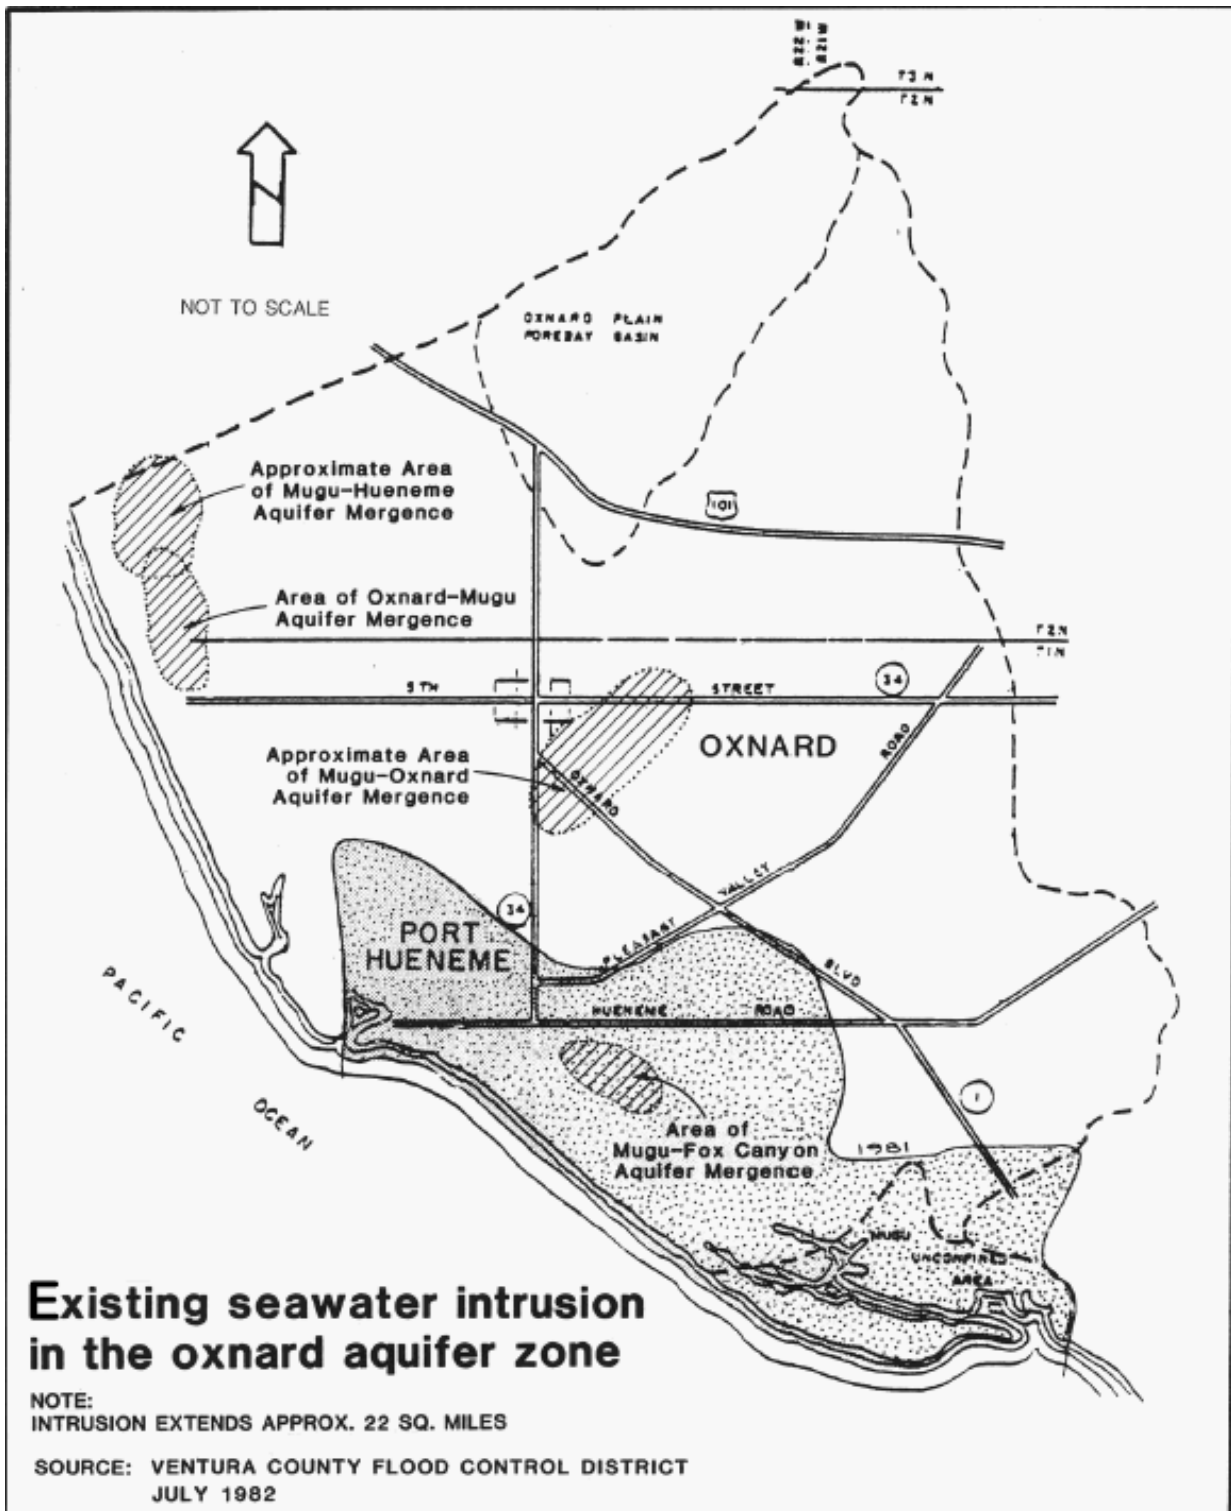 R22W
R21W
T3N
T2N
N
NOT TO SCALE
OXNARD PLAIN
FOREBAY BASIN
Approximate Area
of Mugu-Hueneme
Aquifer Mergence
101
Area of Oxnard-Mugu
Aquifer Mergence
T2N
T1N
5TH
STREET
34
OXNARD
ROAD
Approximate Area
of Mugu-Oxnard
Aquifer Mergence
OXNARD
VALLEY
34
PORT
HUENEME
PLEASANT
BLVD
HUENEME
ROAD
PACIFIC
OCEAN
1
Area of
Mugu-Fox Canyon
Aquifer Mergence
1981
MUGU
UNCONFINED
AREA
Existing seawater intrusion
in the oxnard aquifer zone
NOTE:
INTRUSION EXTENDS APPROX. 22 SQ. MILES
SOURCE: VENTURA COUNTY FLOOD CONTROL DISTRICT
JULY 1982